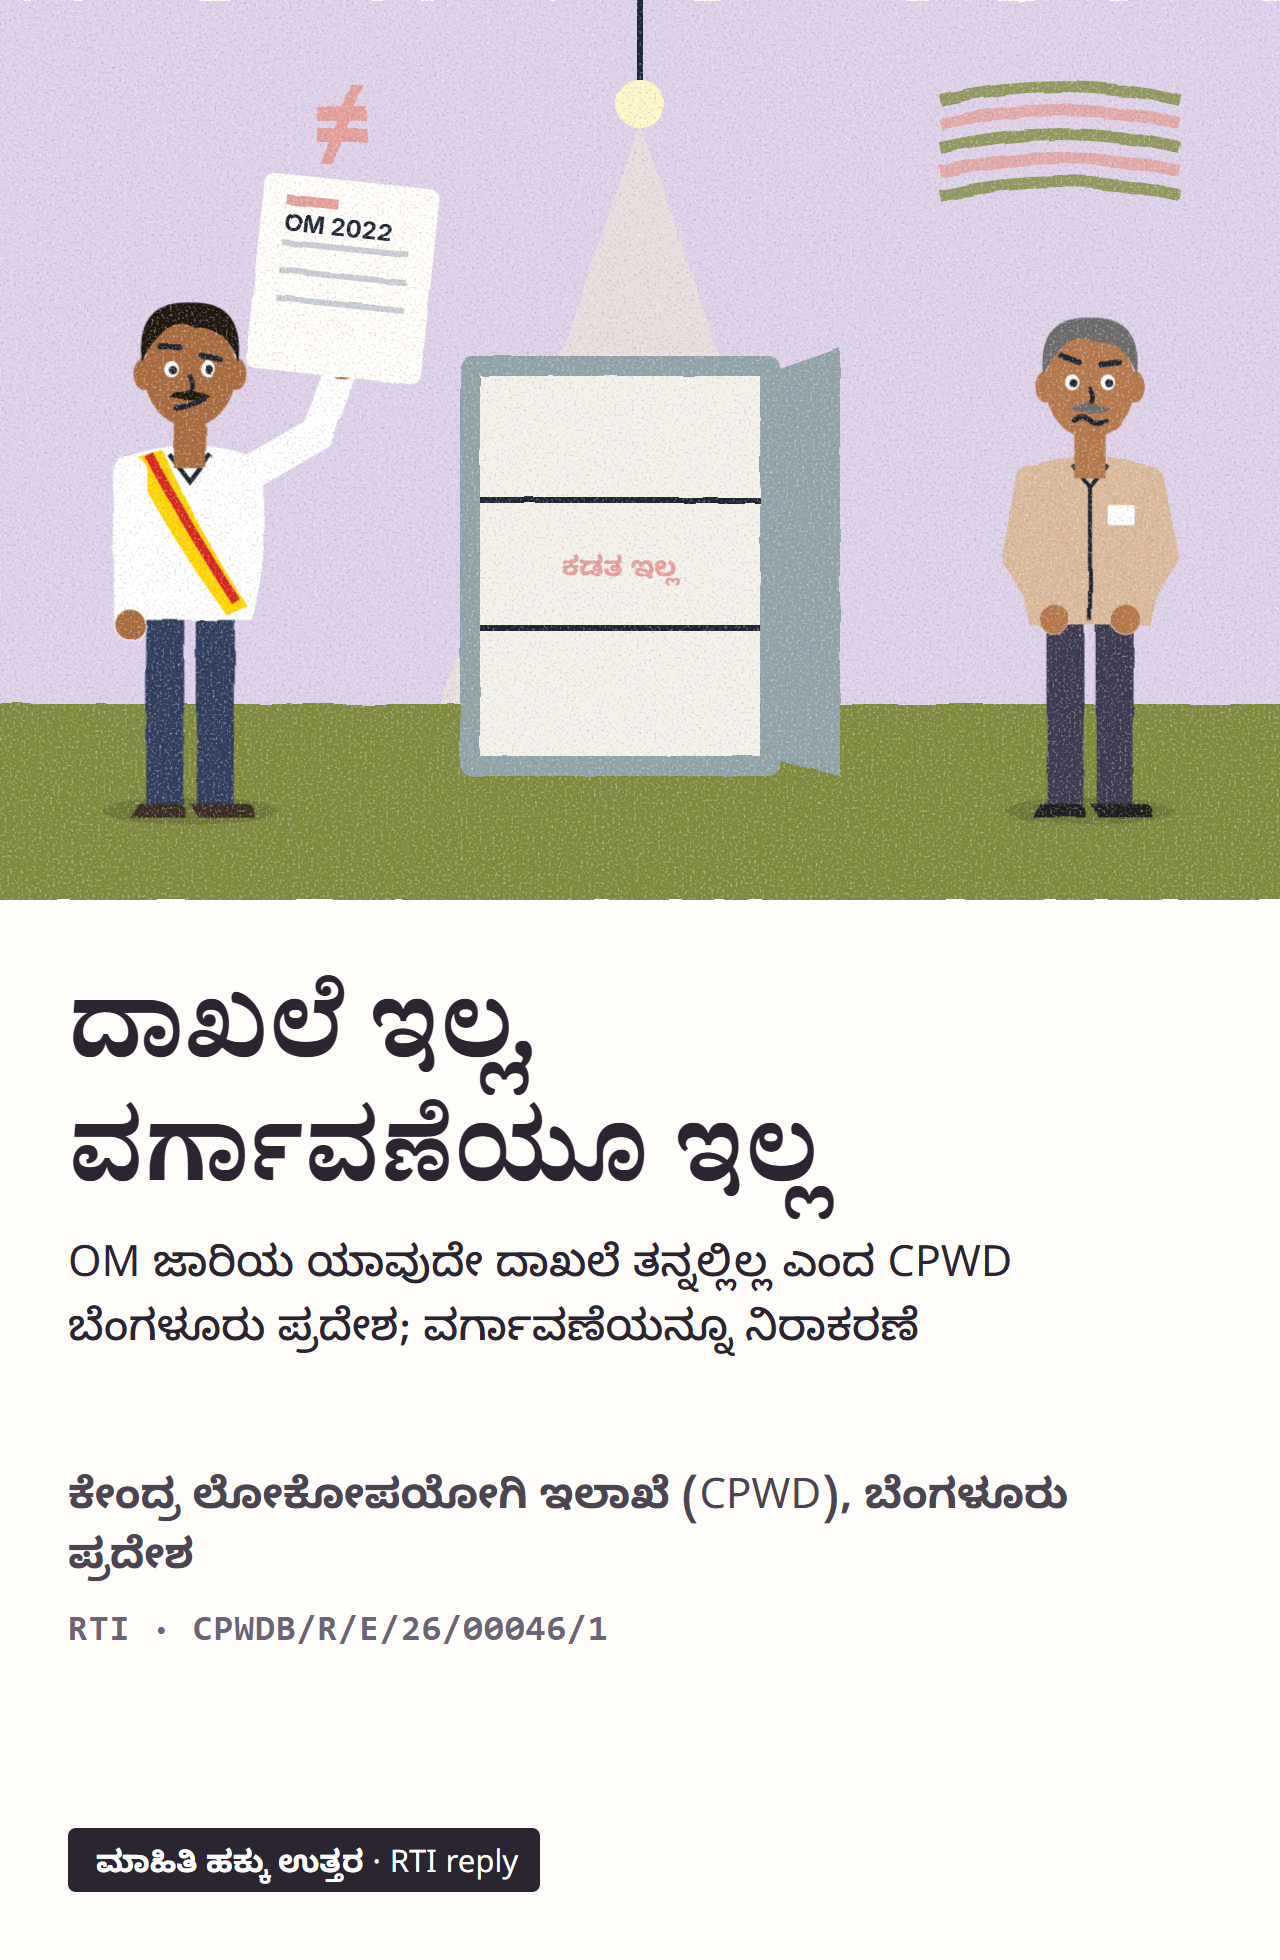 ≠
OM 2022
ಕಡತ ಇಲ್ಲ
ದಾಖಲೆ ಇಲ್ಲ,
ವರ್ಗಾವಣೆಯೂ ಇಲ್ಲ
OM ಜಾರಿಯ ಯಾವುದೇ ದಾಖಲೆ ತನ್ನಲ್ಲಿಲ್ಲ ಎಂದ CPWD
ಬೆಂಗಳೂರು ಪ್ರದೇಶ; ವರ್ಗಾವಣೆಯನ್ನೂ ನಿರಾಕರಣೆ
ಕೇಂದ್ರ ಲೋಕೋಪಯೋಗಿ ಇಲಾಖೆ (CPWD), ಬೆಂಗಳೂರು
ಪ್ರದೇಶ
RTI · CPWDB/R/E/26/00046/1
ಮಾಹಿತಿ ಹಕ್ಕು ಉತ್ತರ · RTI reply